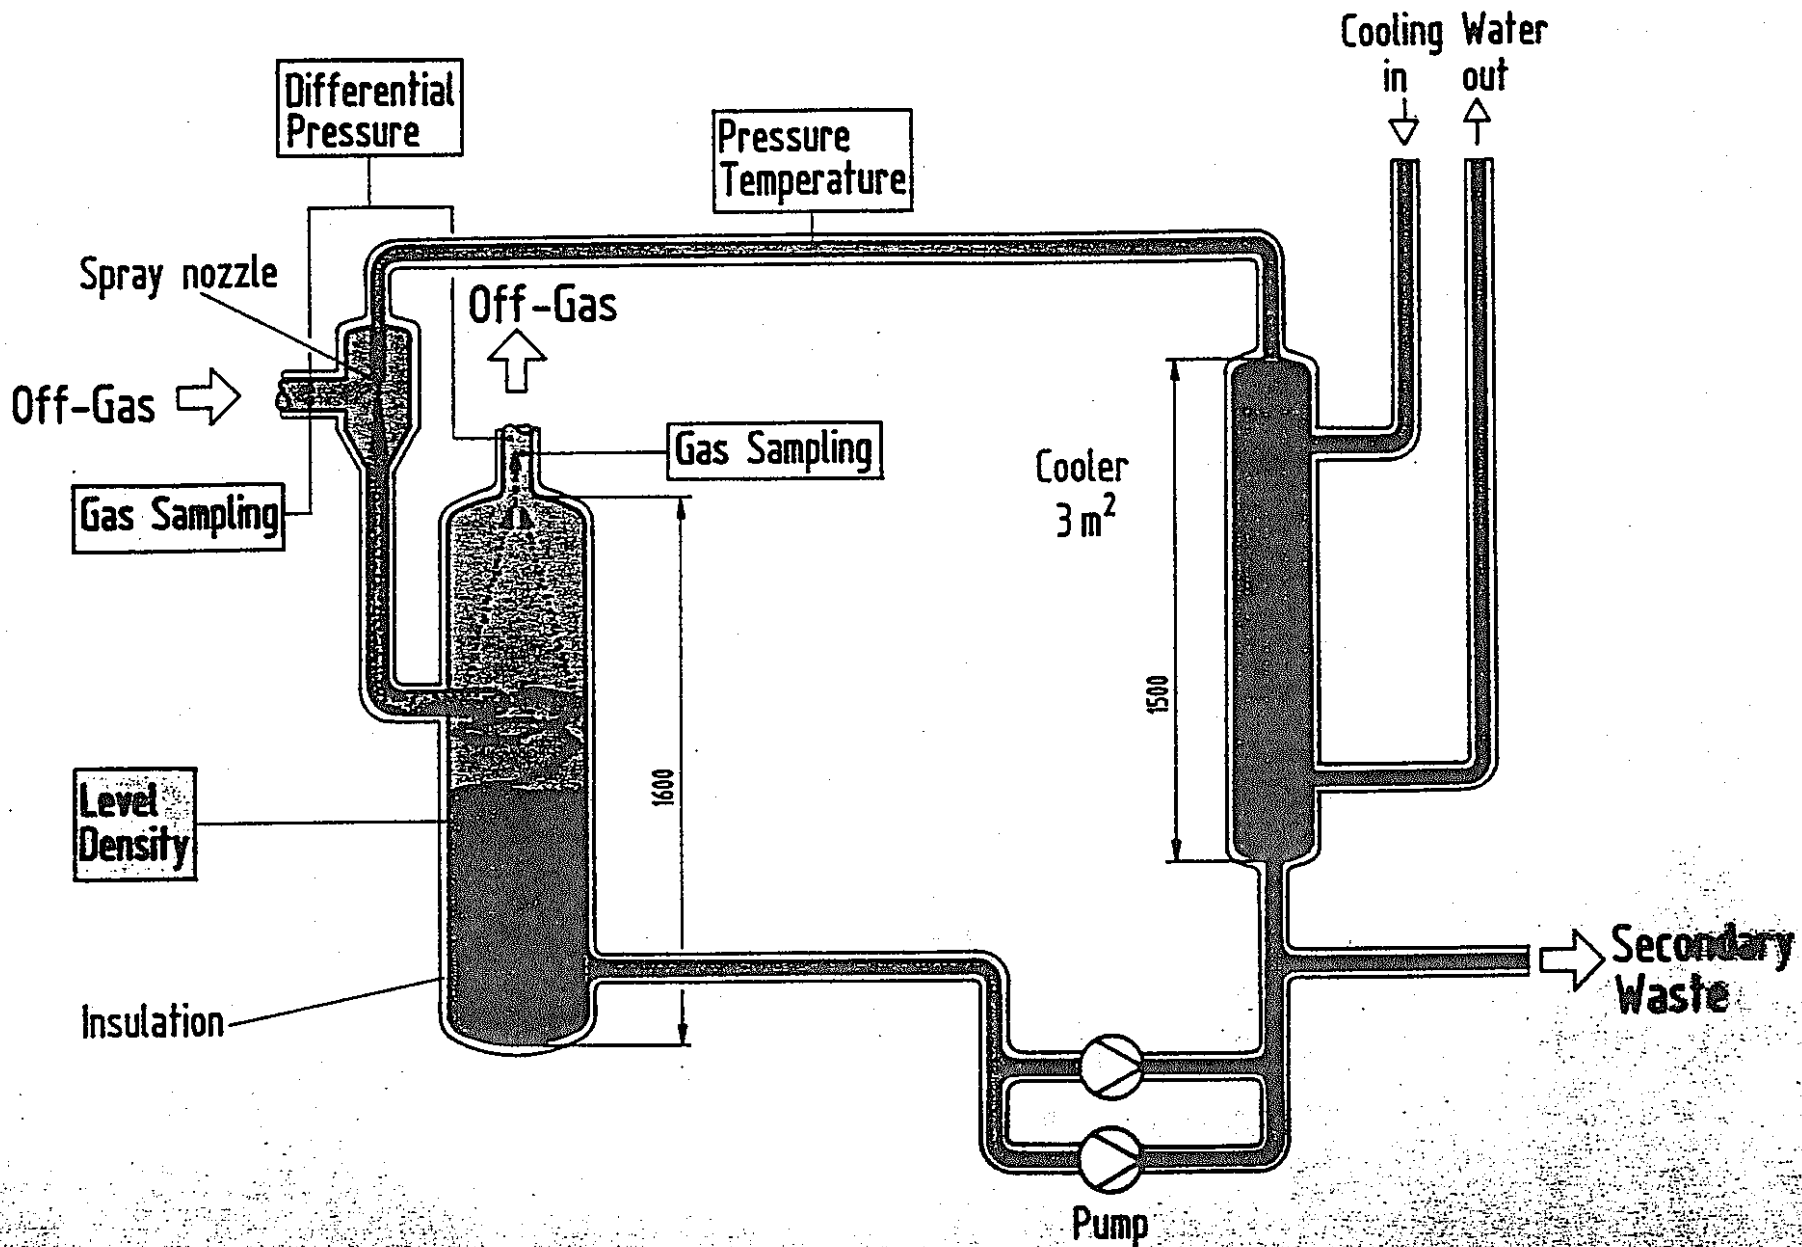 Cooling Water
in out
Differential
Pressure
Pressure
Temperature
Spray nozzle
Off-Gas
Off-Gas
Gas Sampling
Cooler
3 m²
Gas Sampling
1500
1600
Level
Density
Secondary
Waste
Insulation
Pump